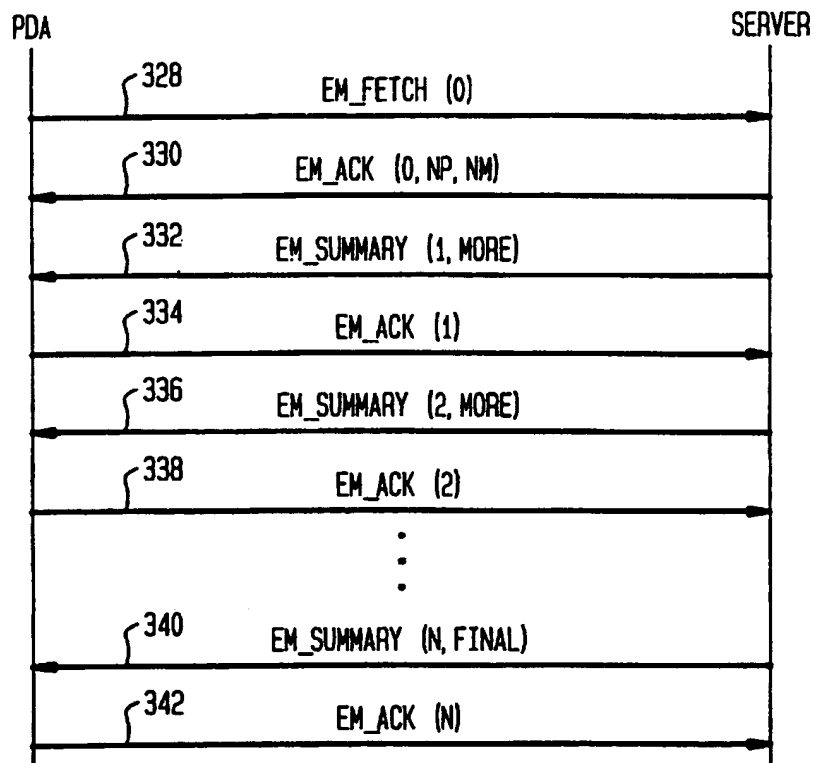 PDA
SERVER
328
EM_FETCH (0)
330
EM_ACK (0, NP, NM)
332
EM_SUMMARY (1, MORE)
334
EM_ACK (1)
336
EM_SUMMARY (2, MORE)
338
EM_ACK (2)
340
EM_SUMMARY (N, FINAL)
342
EM_ACK (N)